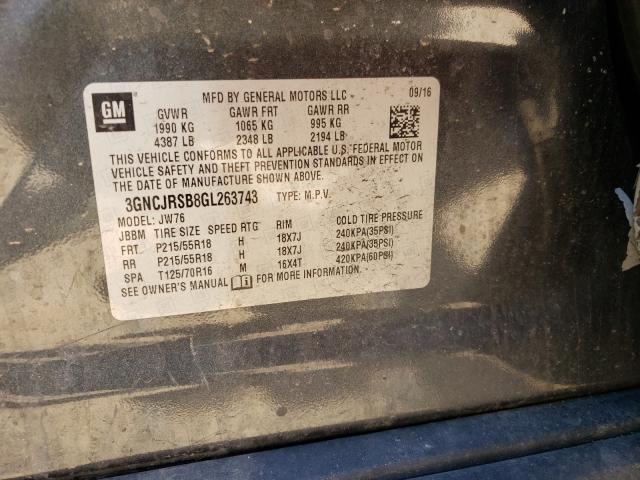 GM
MFD BY GENERAL MOTORS LLC 09/16
GVWR GAWR FRT GAWR RR
1990 KG 1065 KG 995 KG
4387 LB 2348 LB 2194 LB
THIS VEHICLE CONFORMS TO ALL APPLICABLE U.S. FEDERAL MOTOR
VEHICLE SAFETY AND THEFT PREVENTION STANDARDS IN EFFECT ON
THE DATE OF MANUFACTURE SHOWN ABOVE.
3GNCJRSB8GL263743 TYPE: M.P.V.
MODEL: JW76
JBBM TIRE SIZE SPEED RTG RIM COLD TIRE PRESSURE
FRT P215/55R18 H 18X7J 240KPA(35PSI)
RR P215/55R18 H 18X7J 240KPA(35PSI)
SPA T125/70R16 M 16X4T 420KPA(60PSI)
SEE OWNER'S MANUAL FOR MORE INFORMATION